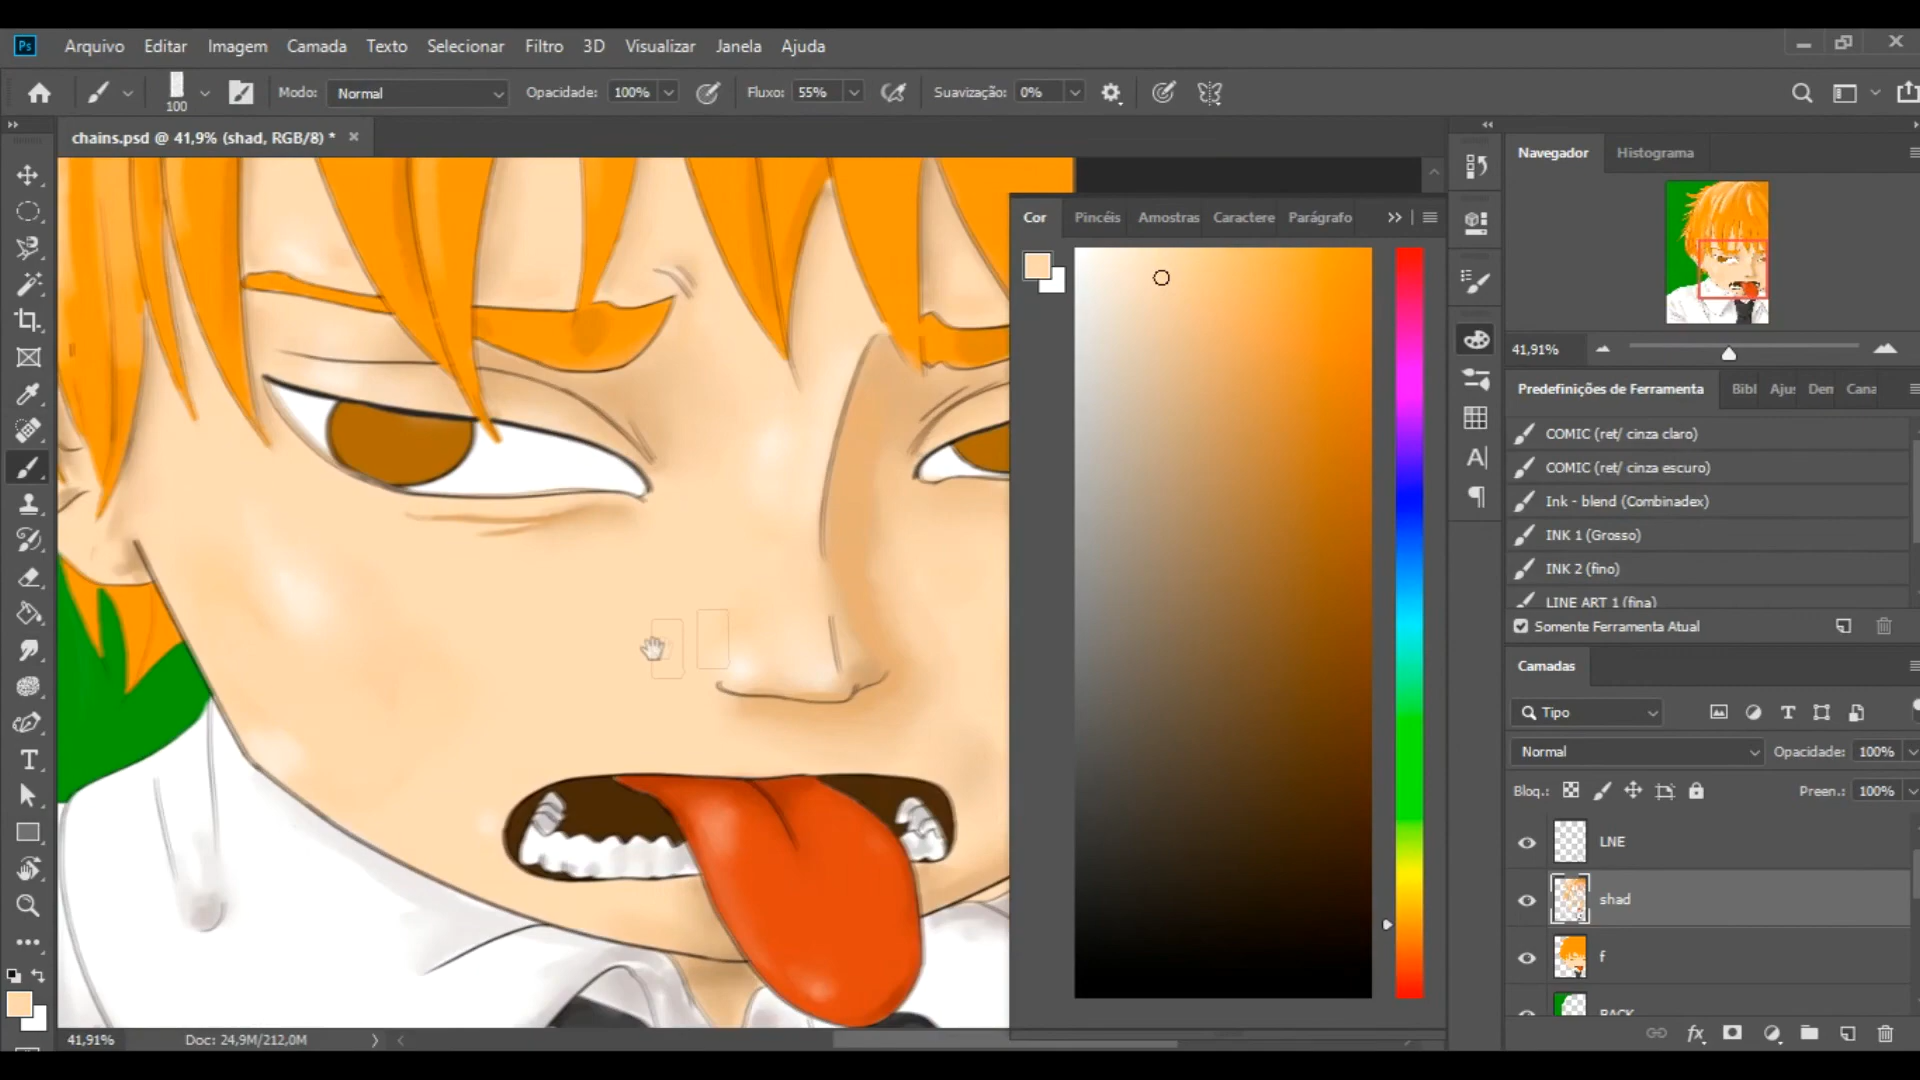 Ps Arquivo Editar Imagem Camada Texto Selecionar Filtro 3D Visualizar Janela Ajuda
100 Modo: Normal Opacidade: 100% Fluxo: 55% Suavização: 0%
chains.psd @ 41,9% (shad, RGB/8) *
Cor Pincéis Amostras Caractere Parágrafo
Navegador Histograma
41,91%
Predefinições de Ferramenta Bibl Aju Den Cana
COMIC (ret/ cinza claro)
COMIC (ret/ cinza escuro)
Ink - blend (Combinadex)
INK 1 (Grosso)
INK 2 (fino)
LINE ART 1 (fina)
Somente Ferramenta Atual
Camadas
Tipo
Normal Opacidade: 100%
Bloq.: Preen.: 100%
LNE
shad
f
BACK
fx
41,91% Doc: 24,9M/212,0M